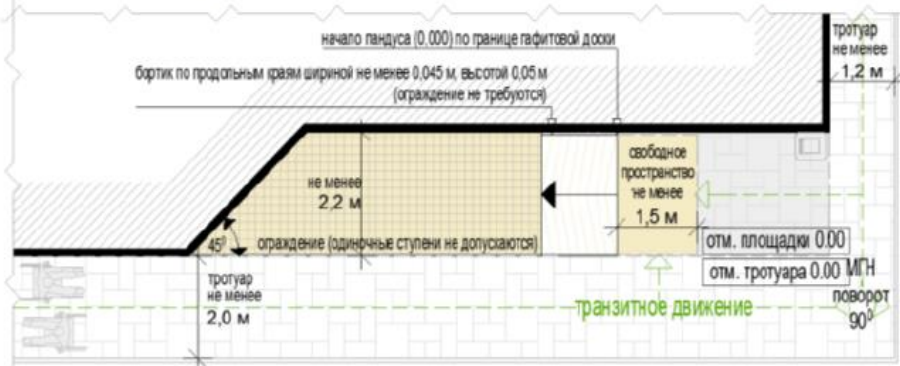 начало пандуса (0.000) по границе гафитовой доски
тротуар
не менее
1,2 м
бортик по продольным краям шириной не менее 0,045 м, высотой 0,05 м
(ограждение не требуются)
свободное
пространство
не менее
1,5 м
не менее
2,2 м
45⁰
ограждение (одиночные ступени не допускаются)
отм. площадки 0.00
отм. тротуара 0.00
МГН
поворот
90⁰
тротуар
не менее
2,0 м
транзитное движение